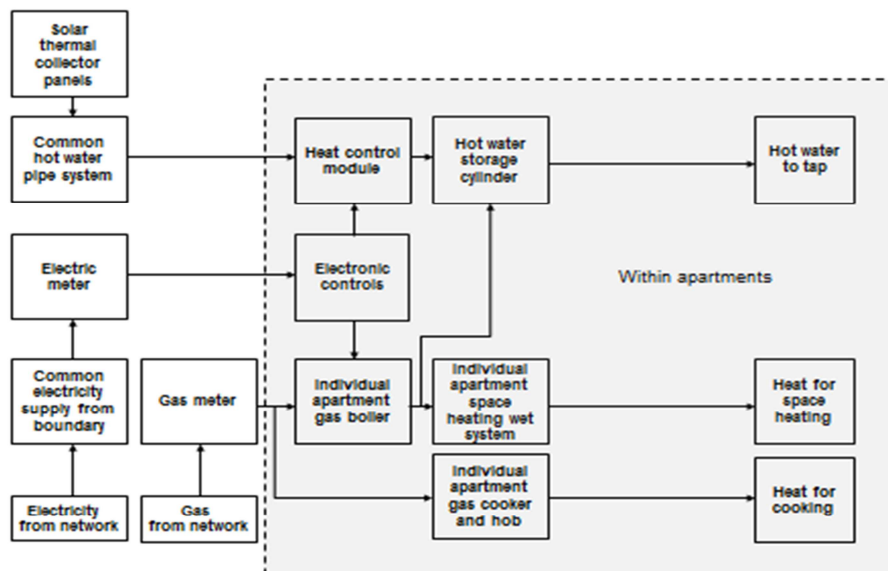 Solar
thermal
collector
panels
Common
hot water
pipe system
Heat control
module
Hot water
storage
cylinder
Hot water
to tap
Electric
meter
Electronic
controls
Within apartments
Common
electricity
supply from
boundary
Gas meter
Individual
apartment
gas boiler
Individual
apartment
space
heating wet
system
Heat for
space
heating
Individual
apartment
gas cooker
and hob
Heat for
cooking
Electricity
from network
Gas
from network